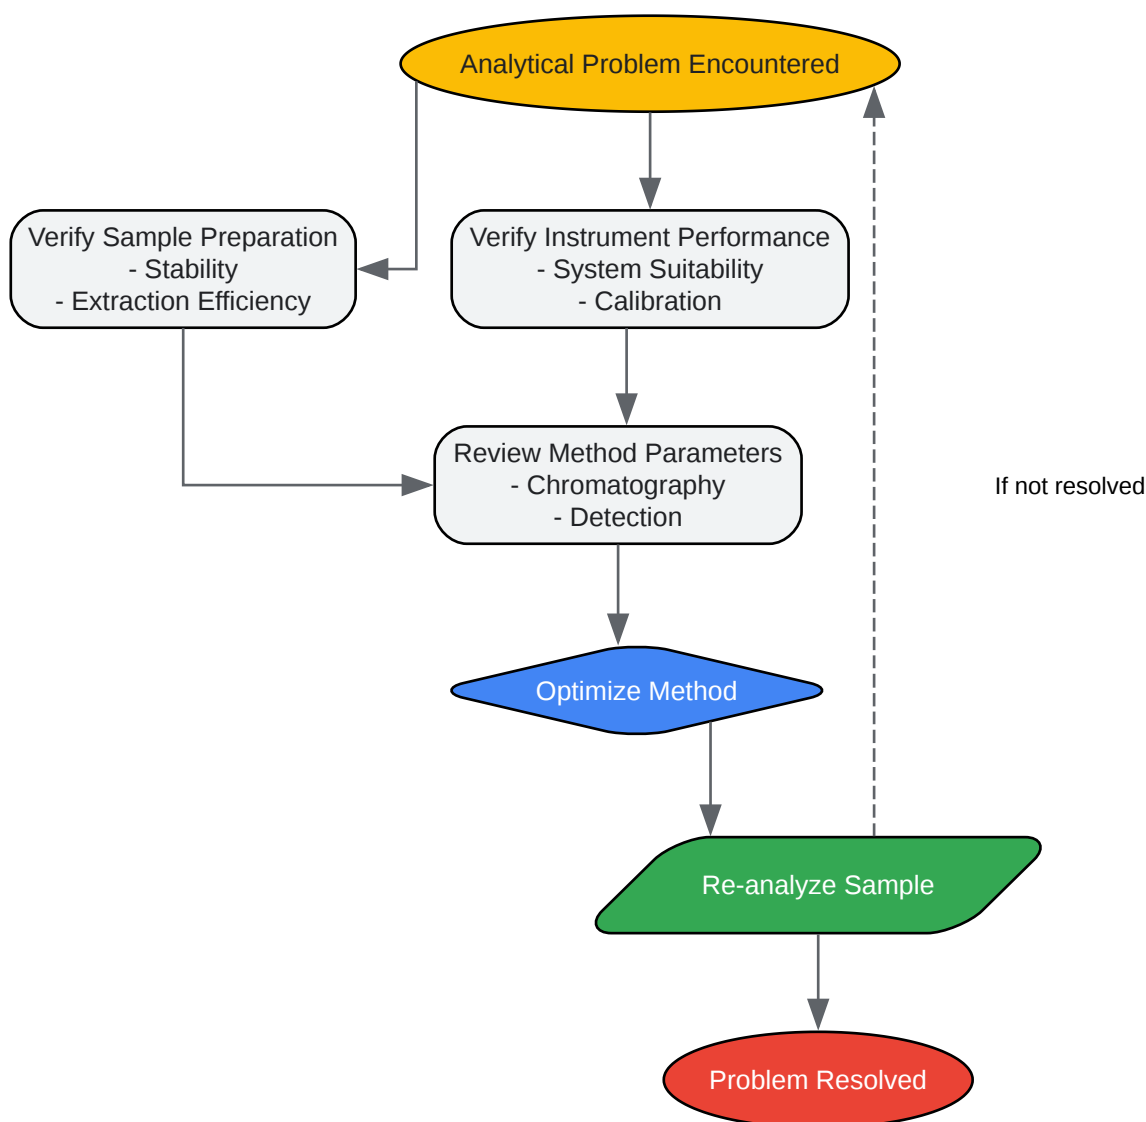 Analytical Problem Encountered
Verify Sample Preparation
- Stability
- Extraction Efficiency
Verify Instrument Performance
- System Suitability
- Calibration
Review Method Parameters
- Chromatography
- Detection
If not resolved
Optimize Method
Re-analyze Sample
Problem Resolved